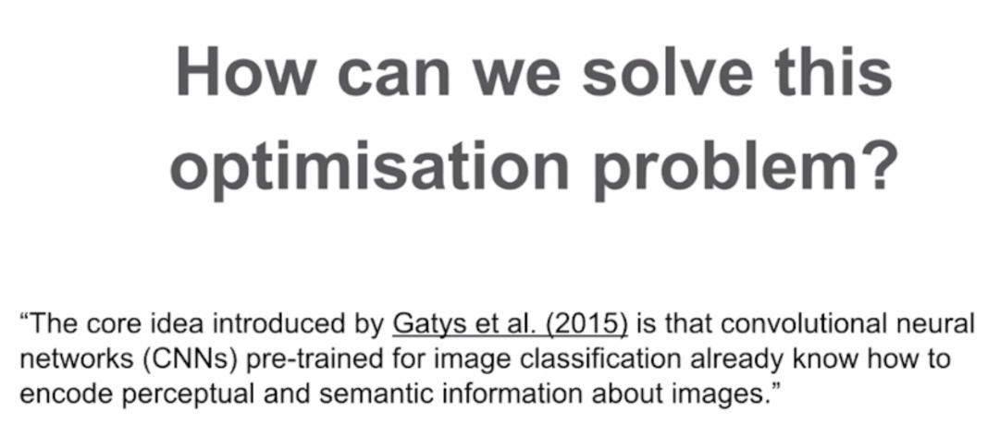 How can we solve this
optimisation problem?
“The core idea introduced by Gatys et al. (2015) is that convolutional neural
networks (CNNs) pre-trained for image classification already know how to
encode perceptual and semantic information about images.”